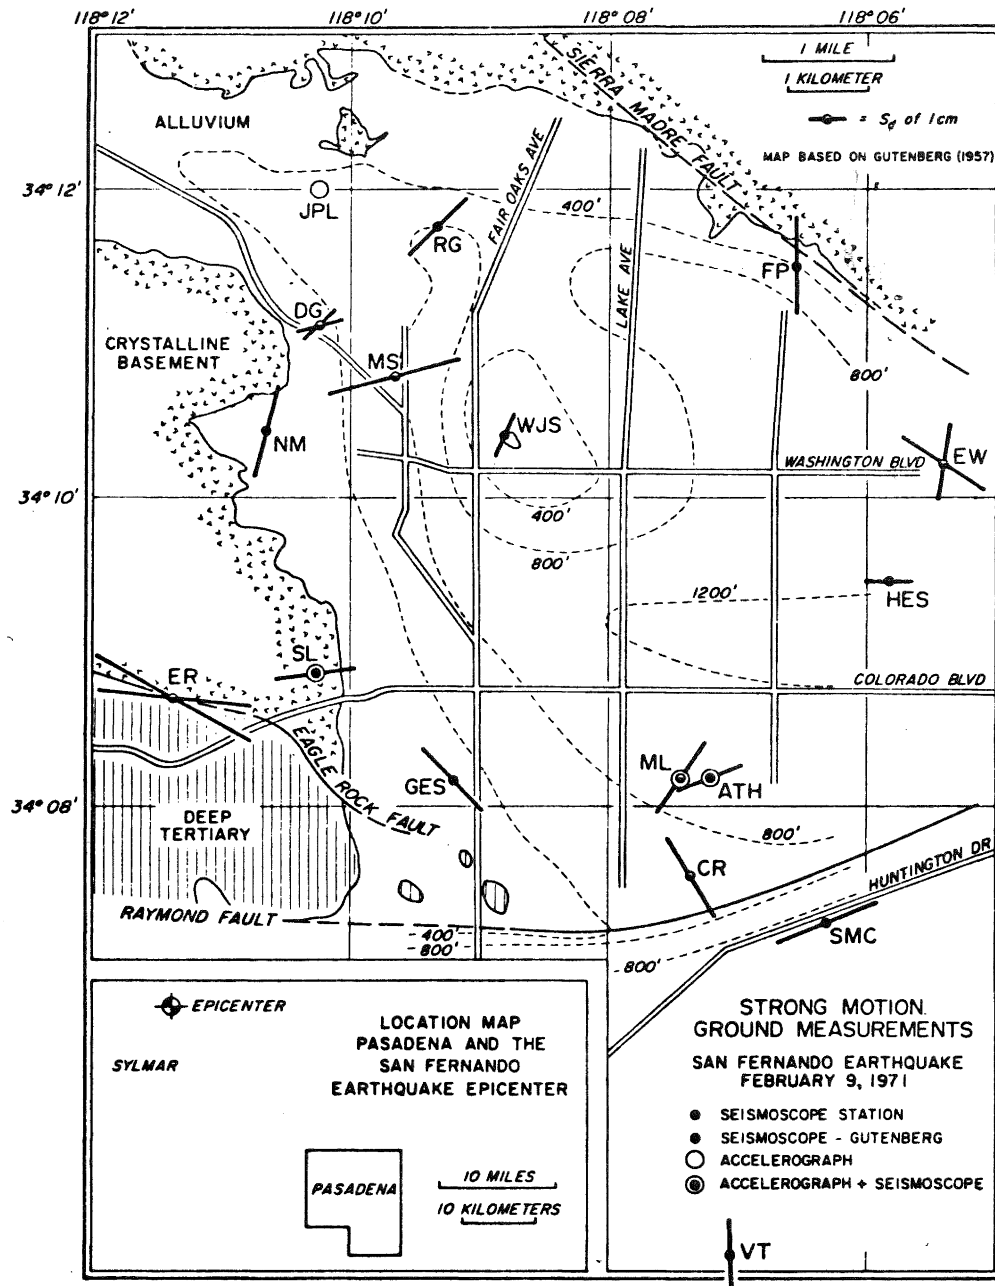 118° 12'
118° 10'
118° 08'
118° 06'
1 MILE
1 KILOMETER
= Sd of 1 cm
MAP BASED ON GUTENBERG (1957)
SIERRA MADRE FAULT
ALLUVIUM
34° 12'
JPL
FAIR OAKS AVE
400'
RG
LAKE AVE
FP
DG
CRYSTALLINE
BASEMENT
MS
800'
NM
WJS
WASHINGTON BLVD
EW
34° 10'
400'
800'
1200'
HES
SL
ER
COLORADO BLVD
EAGLE ROCK FAULT
GES
ML
ATH
34° 08'
DEEP
TERTIARY
800'
CR
HUNTINGTON DR.
RAYMOND FAULT
400'
800'
SMC
800'
EPICENTER
SYLMAR
LOCATION MAP
PASADENA AND THE
SAN FERNANDO
EARTHQUAKE EPICENTER
PASADENA
10 MILES
10 KILOMETERS
STRONG MOTION
GROUND MEASUREMENTS
SAN FERNANDO EARTHQUAKE
FEBRUARY 9, 1971
SEISMOSCOPE STATION
SEISMOSCOPE - GUTENBERG
ACCELEROGRAPH
ACCELEROGRAPH + SEISMOSCOPE
VT